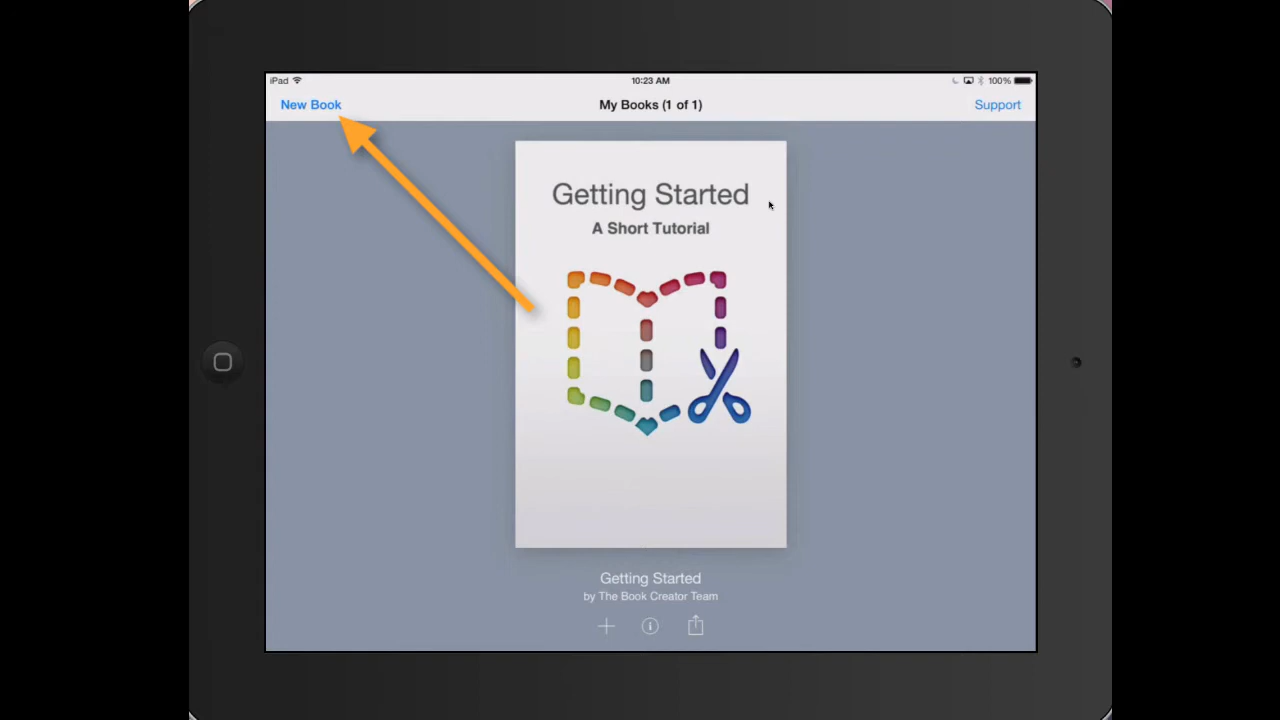 iPad 10:23 AM 100%
New Book My Books (1 of 1) Support
Getting Started
A Short Tutorial
Getting Started
by The Book Creator Team